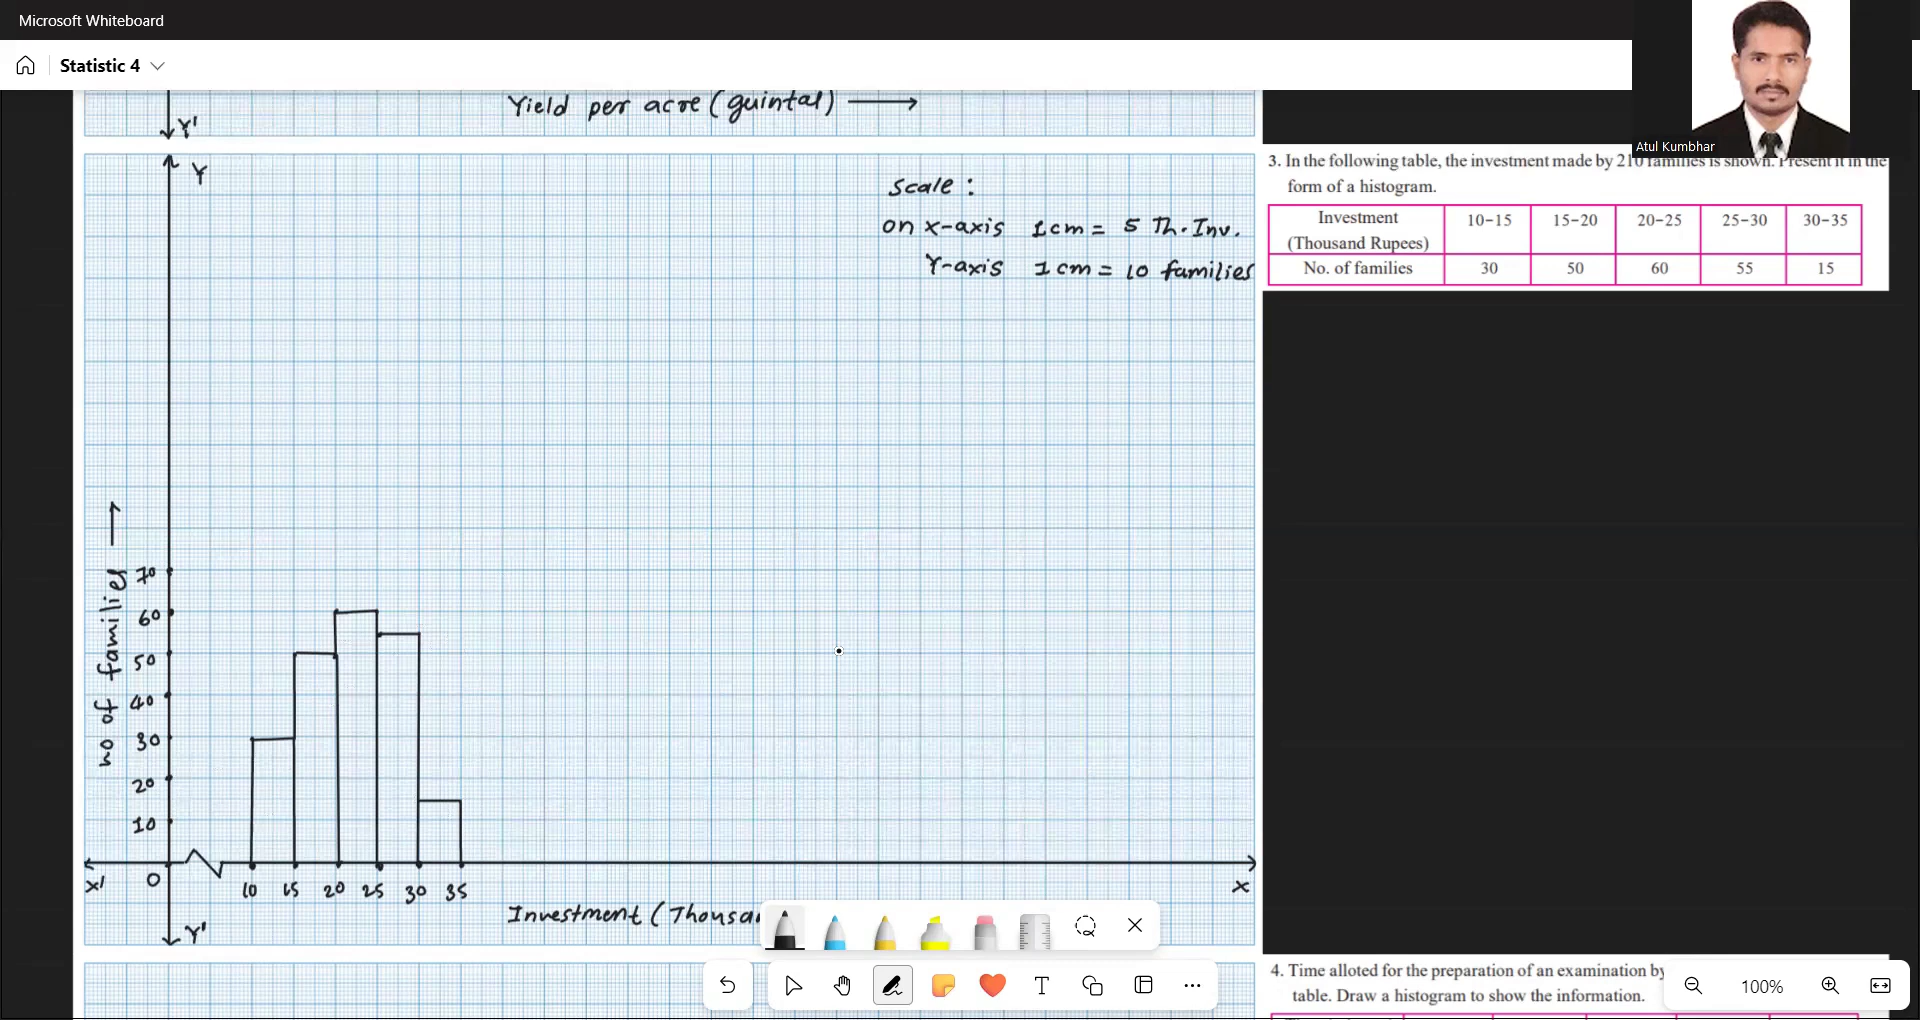 Microsoft Whiteboard
Statistic 4
Atul Kumbhar
Yield per acre (quintal)
Y'
Y
Scale :
on X-axis 1cm = 5 Th. Inv.
Y-axis 1cm = 10 families
no of families
70
60
50
40
30
20
10
X' 0 X
10 15 20 25 30 35
Investment (
Y'
3. In the following table, the investment made by 210 families is shown. Present it in the
form of a histogram.
Investment (Thousand Rupees) 10-15 15-20 20-25 25-30 30-35
No. of families 30 50 60 55 15
4. Time alloted for the preparation of an examination by
table. Draw a histogram to show the information.
100%